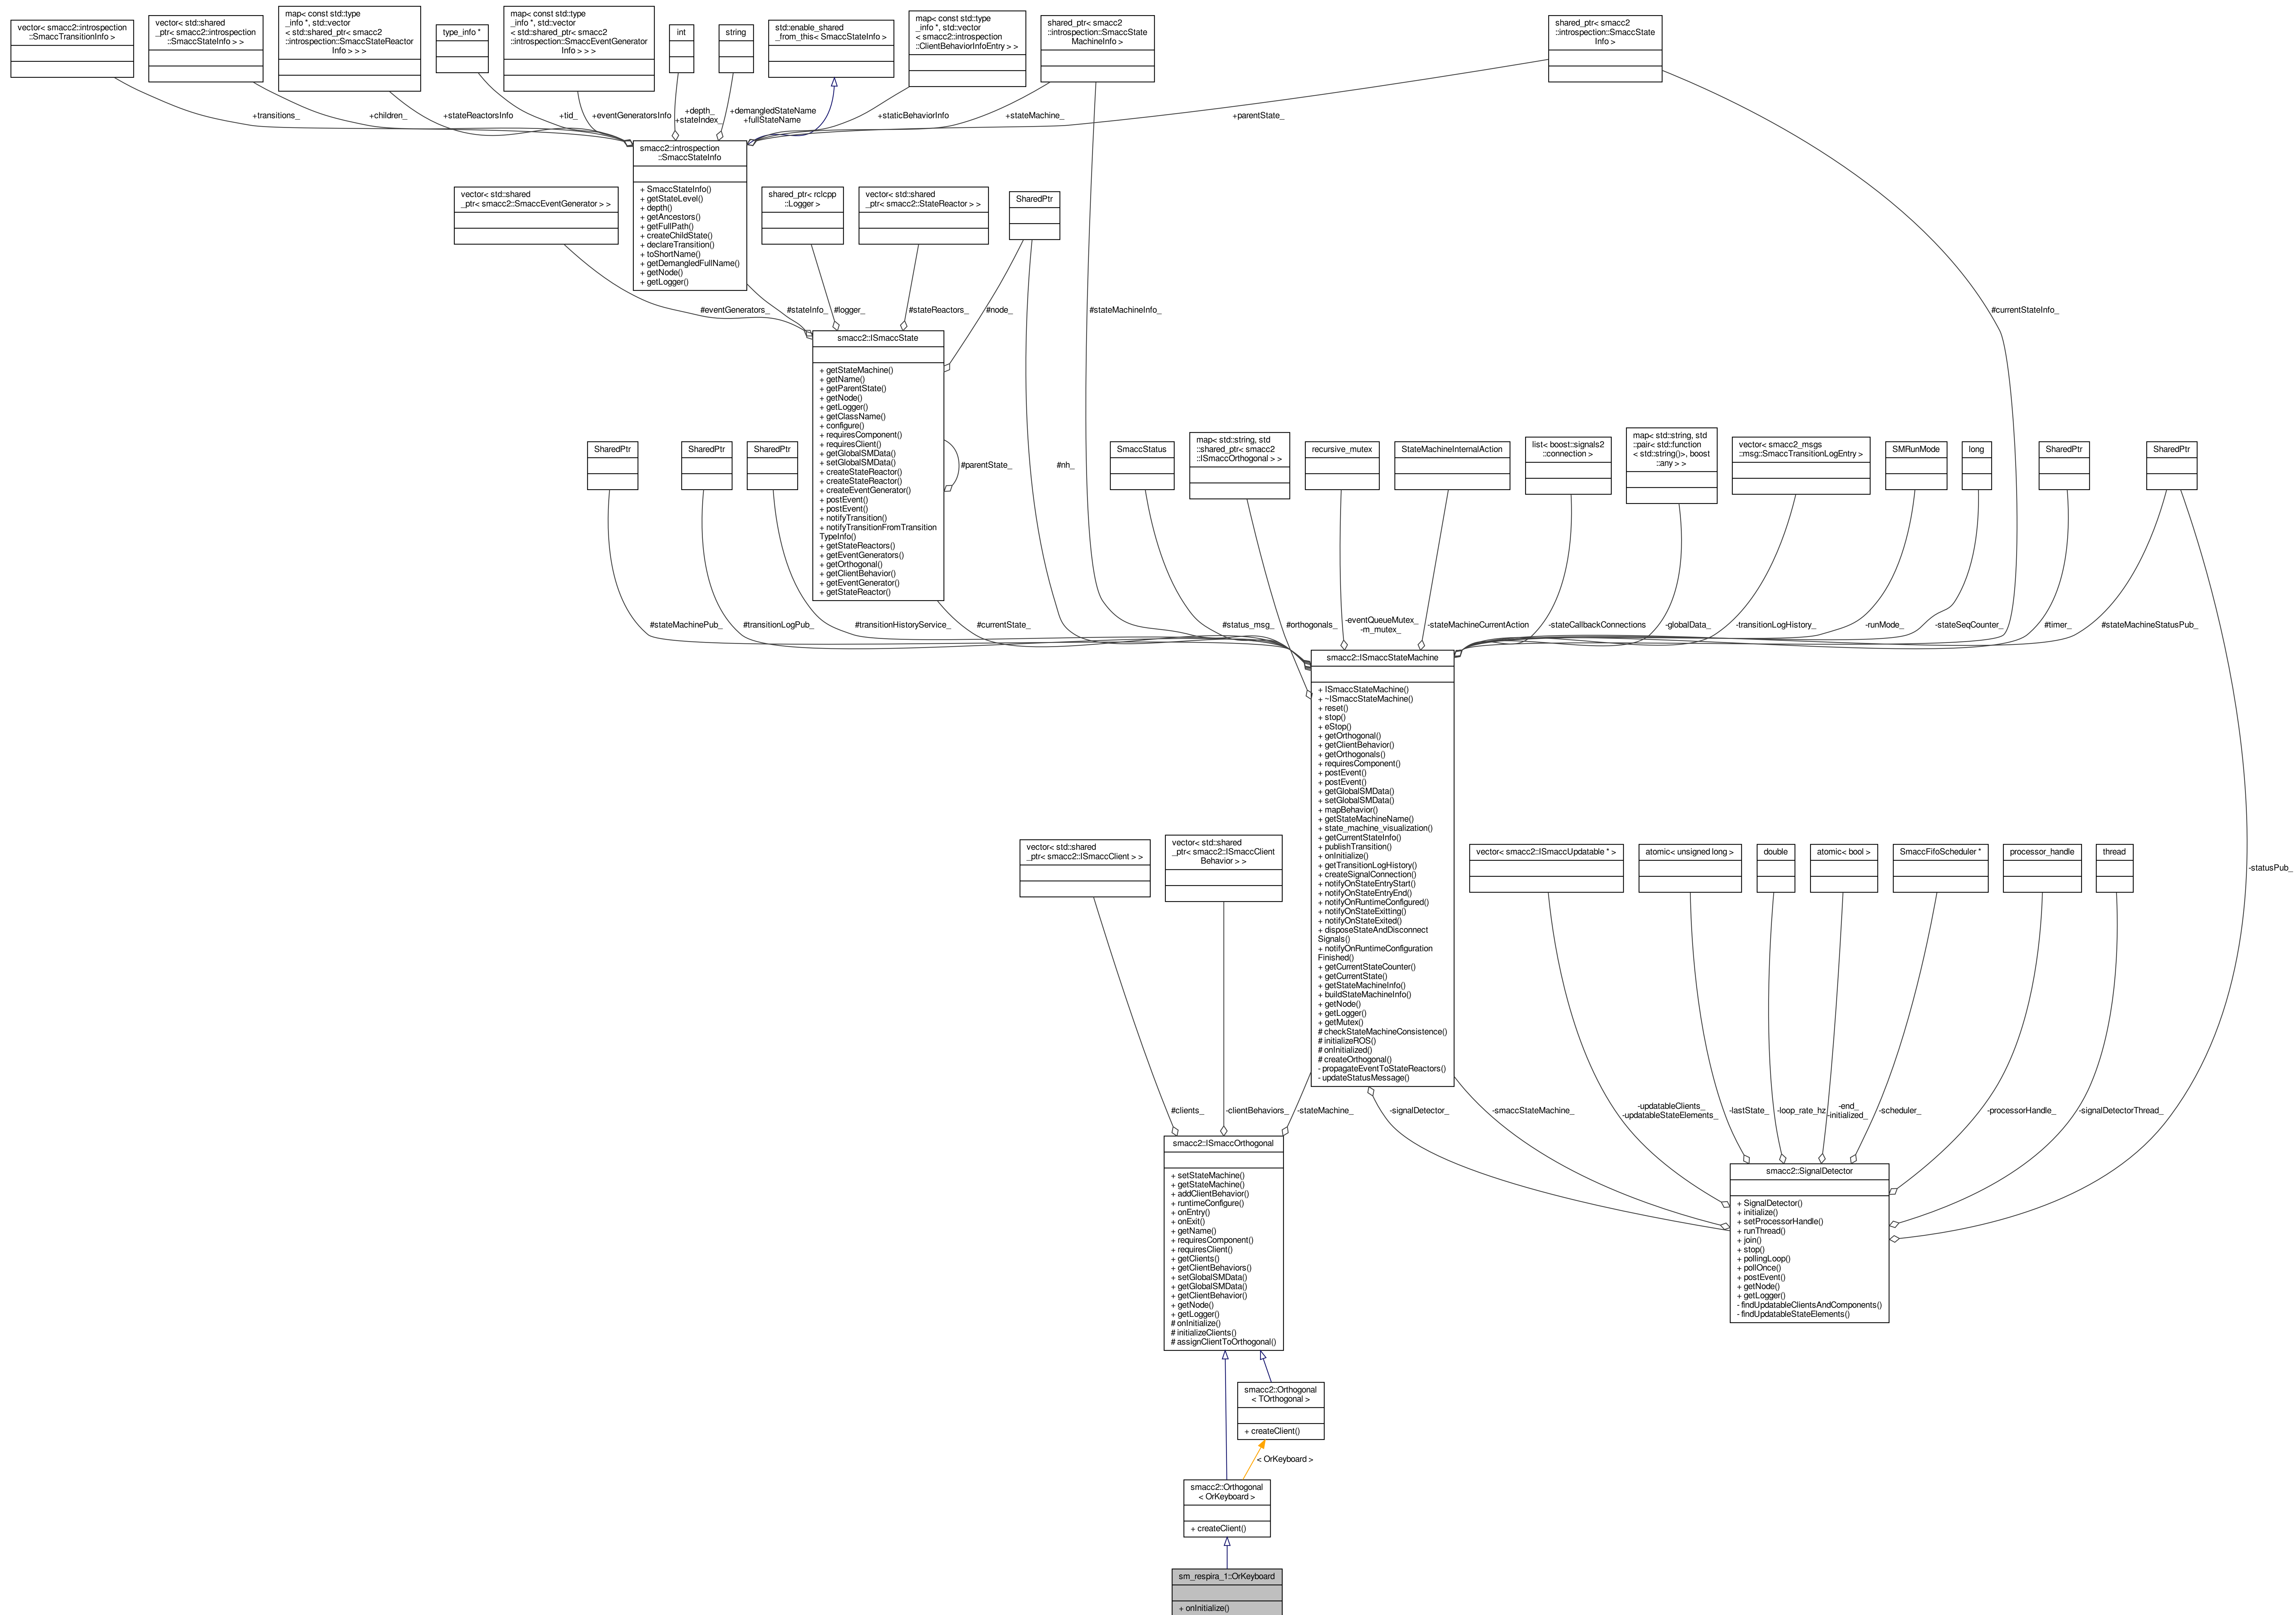 vector< smacc2::introspection
::SmaccTransitionInfo >
vector< std::shared
_ptr< smacc2::introspection
::SmaccStateInfo > >
map< const std::type
_info *, std::vector
< std::shared_ptr< smacc2
::introspection::SmaccStateReactor
Info > > >
type_info *
map< const std::type
_info *, std::vector
< std::shared_ptr< smacc2
::introspection::SmaccEventGenerator
Info > > >
int
string
std::enable_shared
_from_this< SmaccStateInfo >
map< const std::type
_info *, std::vector
< smacc2::introspection
::ClientBehaviorInfoEntry > >
shared_ptr< smacc2
::introspection::SmaccState
MachineInfo >
shared_ptr< smacc2
::introspection::SmaccState
Info >
+transitions_
+children_
+stateReactorsInfo
+tid_
+eventGeneratorsInfo
+depth_
+stateIndex_
+demangledStateName
+fullStateName
+staticBehaviorInfo
+stateMachine_
+parentState_
smacc2::introspection
::SmaccStateInfo
+ SmaccStateInfo()
+ getStateLevel()
+ depth()
+ getAncestors()
+ getFullPath()
+ createChildState()
+ declareTransition()
+ toShortName()
+ getDemangledFullName()
+ getNode()
+ getLogger()
vector< std::shared
_ptr< smacc2::SmaccEventGenerator > >
shared_ptr< rclcpp
::Logger >
vector< std::shared
_ptr< smacc2::StateReactor > >
SharedPtr
#eventGenerators_
#stateInfo_
#logger_
#stateReactors_
#node_
#stateMachineInfo_
#currentStateInfo_
smacc2::ISmaccState
+ getStateMachine()
+ getName()
+ getParentState()
+ getNode()
+ getLogger()
+ getClassName()
+ configure()
+ requiresComponent()
+ requiresClient()
+ getGlobalSMData()
+ setGlobalSMData()
+ createStateReactor()
+ createStateReactor()
+ createEventGenerator()
+ postEvent()
+ postEvent()
+ notifyTransition()
+ notifyTransitionFromTransition
TypeInfo()
+ getStateReactors()
+ getEventGenerators()
+ getOrthogonal()
+ getClientBehavior()
+ getEventGenerator()
+ getStateReactor()
#parentState_
#nh_
SharedPtr
SharedPtr
SharedPtr
SmaccStatus
map< std::string, std
::shared_ptr< smacc2
::ISmaccOrthogonal > >
recursive_mutex
StateMachineInternalAction
list< boost::signals2
::connection >
map< std::string, std
::pair< std::function
< std::string()>, boost
::any > >
vector< smacc2_msgs
::msg::SmaccTransitionLogEntry >
SMRunMode
long
SharedPtr
SharedPtr
#stateMachinePub_
#transitionLogPub_
#transitionHistoryService_
#currentState_
#status_msg_
#orthogonals_
-eventQueueMutex_
-m_mutex_
-stateMachineCurrentAction
-stateCallbackConnections
-globalData_
-transitionLogHistory_
-runMode_
-stateSeqCounter_
#timer_
#stateMachineStatusPub_
smacc2::ISmaccStateMachine
+ ISmaccStateMachine()
+ ~ISmaccStateMachine()
+ reset()
+ stop()
+ eStop()
+ getOrthogonal()
+ getClientBehavior()
+ getOrthogonals()
+ requiresComponent()
+ postEvent()
+ postEvent()
+ getGlobalSMData()
+ setGlobalSMData()
+ mapBehavior()
+ getStateMachineName()
+ state_machine_visualization()
+ getCurrentStateInfo()
+ publishTransition()
+ onInitialize()
+ getTransitionLogHistory()
+ createSignalConnection()
+ notifyOnStateEntryStart()
+ notifyOnStateEntryEnd()
+ notifyOnRuntimeConfigured()
+ notifyOnStateExitting()
+ notifyOnStateExited()
+ disposeStateAndDisconnect
Signals()
+ notifyOnRuntimeConfiguration
Finished()
+ getCurrentStateCounter()
+ getCurrentState()
+ getStateMachineInfo()
+ buildStateMachineInfo()
+ getNode()
+ getLogger()
+ getMutex()
# checkStateMachineConsistence()
# initializeROS()
# onInitialized()
# createOrthogonal()
- propagateEventToStateReactors()
- updateStatusMessage()
vector< std::shared
_ptr< smacc2::ISmaccClient > >
vector< std::shared
_ptr< smacc2::ISmaccClient
Behavior > >
vector< smacc2::ISmaccUpdatable * >
atomic< unsigned long >
double
atomic< bool >
SmaccFifoScheduler *
processor_handle
thread
-statusPub_
#clients_
-clientBehaviors_
-stateMachine_
-signalDetector_
-smaccStateMachine_
-updatableClients_
-updatableStateElements_
-lastState_
-loop_rate_hz
-end_
-initialized_
-scheduler_
-processorHandle_
-signalDetectorThread_
smacc2::ISmaccOrthogonal
+ setStateMachine()
+ getStateMachine()
+ addClientBehavior()
+ runtimeConfigure()
+ onEntry()
+ onExit()
+ getName()
+ requiresComponent()
+ requiresClient()
+ getClients()
+ getClientBehaviors()
+ setGlobalSMData()
+ getGlobalSMData()
+ getClientBehavior()
+ getNode()
+ getLogger()
# onInitialize()
# initializeClients()
# assignClientToOrthogonal()
smacc2::SignalDetector
+ SignalDetector()
+ initialize()
+ setProcessorHandle()
+ runThread()
+ join()
+ stop()
+ pollingLoop()
+ pollOnce()
+ postEvent()
+ getNode()
+ getLogger()
- findUpdatableClientsAndComponents()
- findUpdatableStateElements()
smacc2::Orthogonal
< TOrthogonal >
+ createClient()
< OrKeyboard >
smacc2::Orthogonal
< OrKeyboard >
+ createClient()
sm_respira_1::OrKeyboard
+ onInitialize()